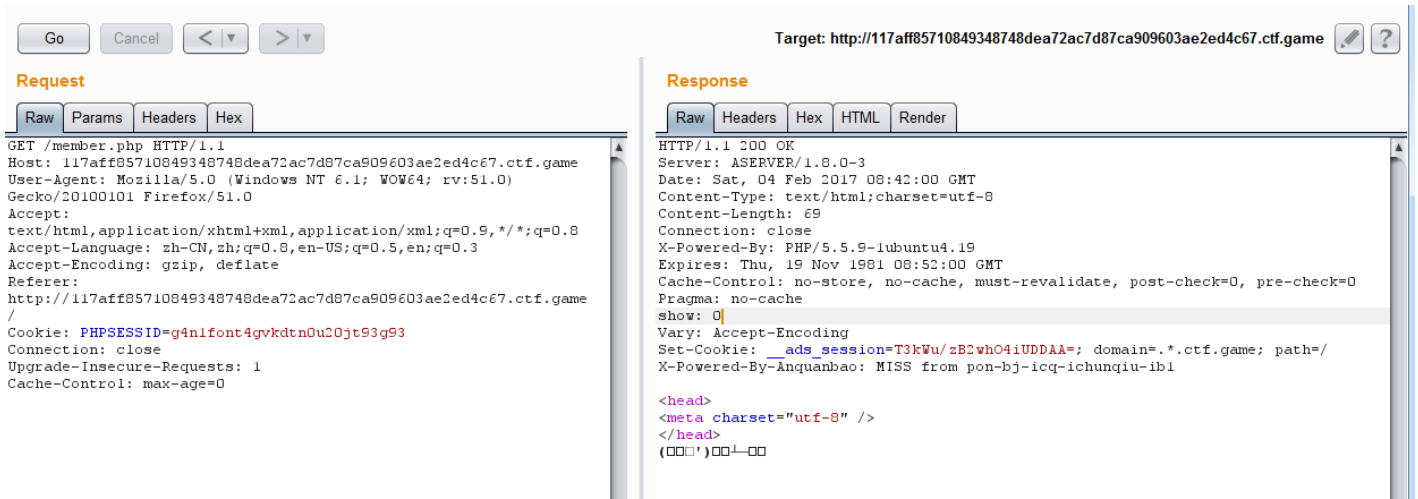 Go Cancel < > Target: http://117aff85710849348748dea72ac7d87ca909603ae2ed4c67.ctf.game ?
Request
Raw Params Headers Hex
GET /member.php HTTP/1.1
Host: 117aff85710849348748dea72ac7d87ca909603ae2ed4c67.ctf.game
User-Agent: Mozilla/5.0 (Windows NT 6.1; WOW64; rv:51.0)
Gecko/20100101 Firefox/51.0
Accept:
text/html,application/xhtml+xml,application/xml;q=0.9,*/*;q=0.8
Accept-Language: zh-CN,zh;q=0.8,en-US;q=0.5,en;q=0.3
Accept-Encoding: gzip, deflate
Referer:
http://117aff85710849348748dea72ac7d87ca909603ae2ed4c67.ctf.game
/
Cookie: PHPSESSID=g4n1font4gvkdtn0u20jt93g93
Connection: close
Upgrade-Insecure-Requests: 1
Cache-Control: max-age=0
Response
Raw Headers Hex HTML Render
HTTP/1.1 200 OK
Server: ASERVER/1.8.0-3
Date: Sat, 04 Feb 2017 08:42:00 GMT
Content-Type: text/html;charset=utf-8
Content-Length: 69
Connection: close
X-Powered-By: PHP/5.5.9-1ubuntu4.19
Expires: Thu, 19 Nov 1981 08:52:00 GMT
Cache-Control: no-store, no-cache, must-revalidate, post-check=0, pre-check=0
Pragma: no-cache
show: 0
Vary: Accept-Encoding
Set-Cookie: __ads_session=T3kWu/zB2whO4iUDDAA=; domain=.*.ctf.game; path=/
X-Powered-By-Anquanbao: MISS from pon-bj-icq-ichunqiu-ib1
<head>
<meta charset="utf-8" />
</head>
(□□□')□□┴─□□